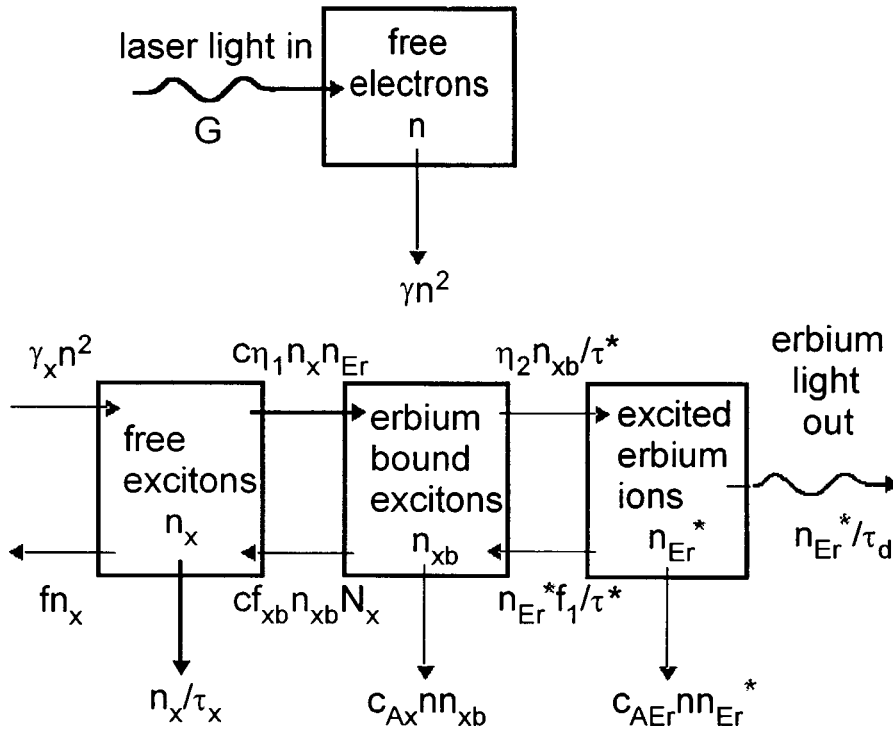 laser light in
G
free
electrons
n
γn²
γₓn²
cη₁nₓn_Er
η₂n_xb/τ*
erbium
light
out
free
excitons
nₓ
erbium
bound
excitons
n_xb
excited
erbium
ions
n_Er*
n_Er*/τ_d
fnₓ
cf_xb n_xb Nₓ
n_Er*f₁/τ*
nₓ/τₓ
c_Ax nn_xb
c_AEr nn_Er*